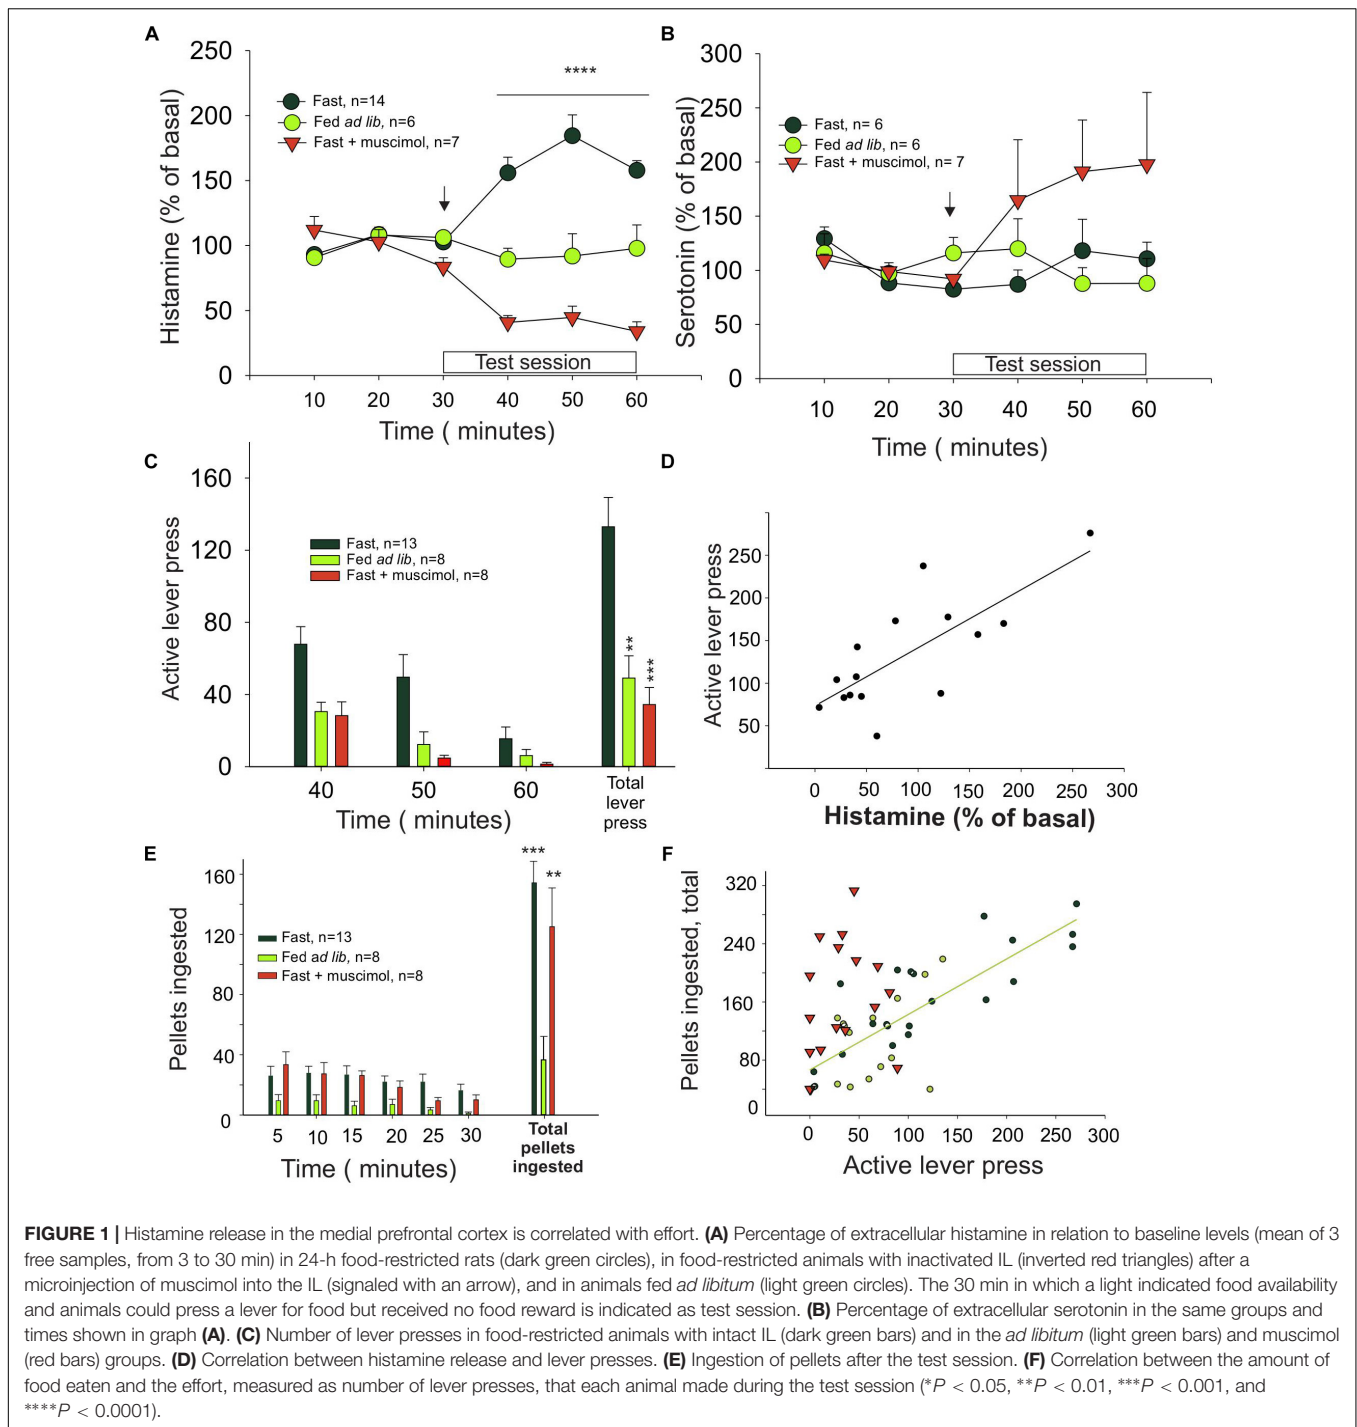 A
250
200
150
100
50
0
Histamine (% of basal)
Fast, n=14
Fed ad lib, n=6
Fast + muscimol, n=7
****
Test session
10 20 30 40 50 60
Time ( minutes)
B
300
250
200
150
100
50
0
Serotonin (% of basal)
Fast, n= 6
Fed ad lib, n= 6
Fast + muscimol, n= 7
Test session
10 20 30 40 50 60
Time ( minutes)
C
160
120
80
40
0
Active lever press
Fast, n=13
Fed ad lib, n=8
Fast + muscimol, n=8
**
***
40 50 60
Total
lever
press
Time ( minutes)
D
250
200
150
100
50
Active lever press
0 50 100 150 200 250 300
Histamine (% of basal)
E
160
120
80
40
0
Pellets ingested
Fast, n=13
Fed ad lib, n=8
Fast + muscimol, n=8
***
**
5 10 15 20 25 30
Total
pellets
ingested
Time ( minutes)
F
320
240
160
80
0
Pellets ingested, total
0 50 100 150 200 250 300
Active lever press
FIGURE 1 | Histamine release in the medial prefrontal cortex is correlated with effort. (A) Percentage of extracellular histamine in relation to baseline levels (mean of 3
free samples, from 3 to 30 min) in 24-h food-restricted rats (dark green circles), in food-restricted animals with inactivated IL (inverted red triangles) after a
microinjection of muscimol into the IL (signaled with an arrow), and in animals fed ad libitum (light green circles). The 30 min in which a light indicated food availability
and animals could press a lever for food but received no food reward is indicated as test session. (B) Percentage of extracellular serotonin in the same groups and
times shown in graph (A). (C) Number of lever presses in food-restricted animals with intact IL (dark green bars) and in the ad libitum (light green bars) and muscimol
(red bars) groups. (D) Correlation between histamine release and lever presses. (E) Ingestion of pellets after the test session. (F) Correlation between the amount of
food eaten and the effort, measured as number of lever presses, that each animal made during the test session (*P < 0.05, **P < 0.01, ***P < 0.001, and
****P < 0.0001).